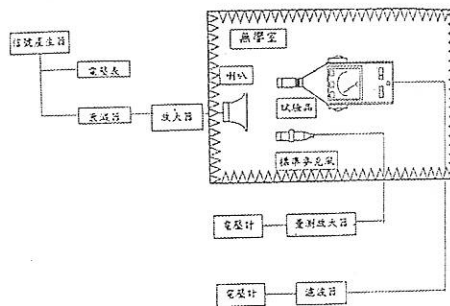 無響室
信號產生器
電壓表
喇叭
衰減器
放大器
試驗品
標準麥克風
電壓計
量測放大器
電壓計
濾波器